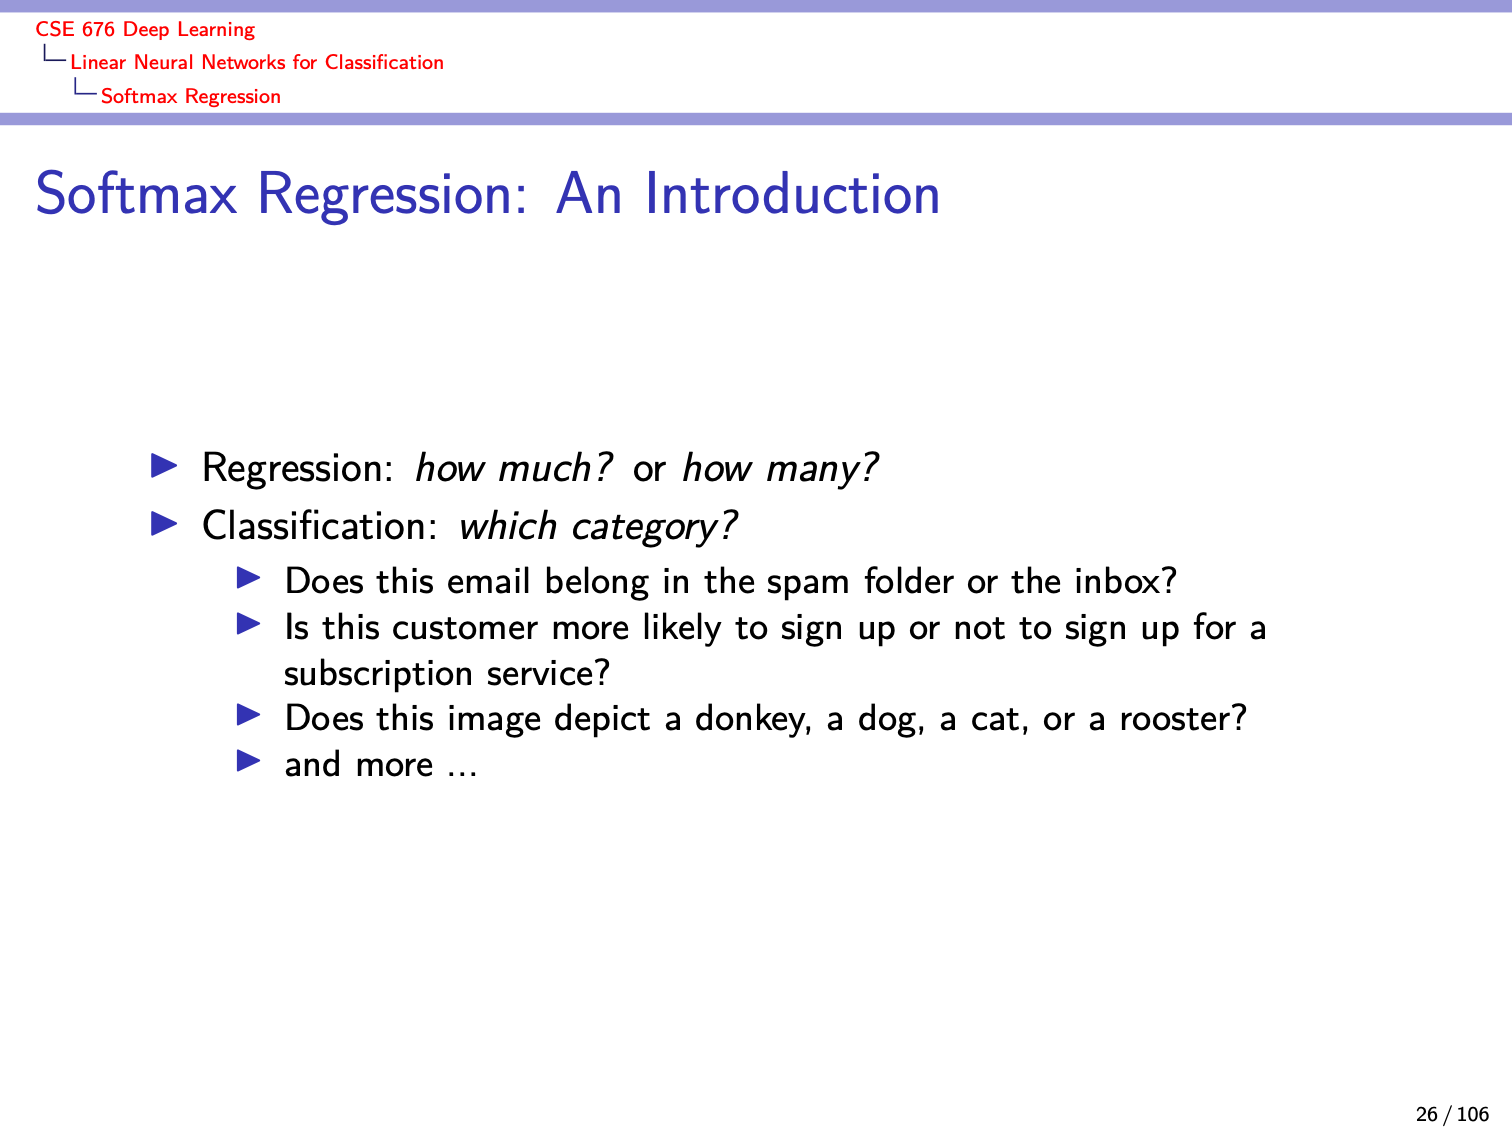 CSE 676 Deep Learning
Linear Neural Networks for Classification
Softmax Regression
Softmax Regression: An Introduction
Regression: how much? or how many?
Classification: which category?
Does this email belong in the spam folder or the inbox?
Is this customer more likely to sign up or not to sign up for a
subscription service?
Does this image depict a donkey, a dog, a cat, or a rooster?
and more ...
26 / 106